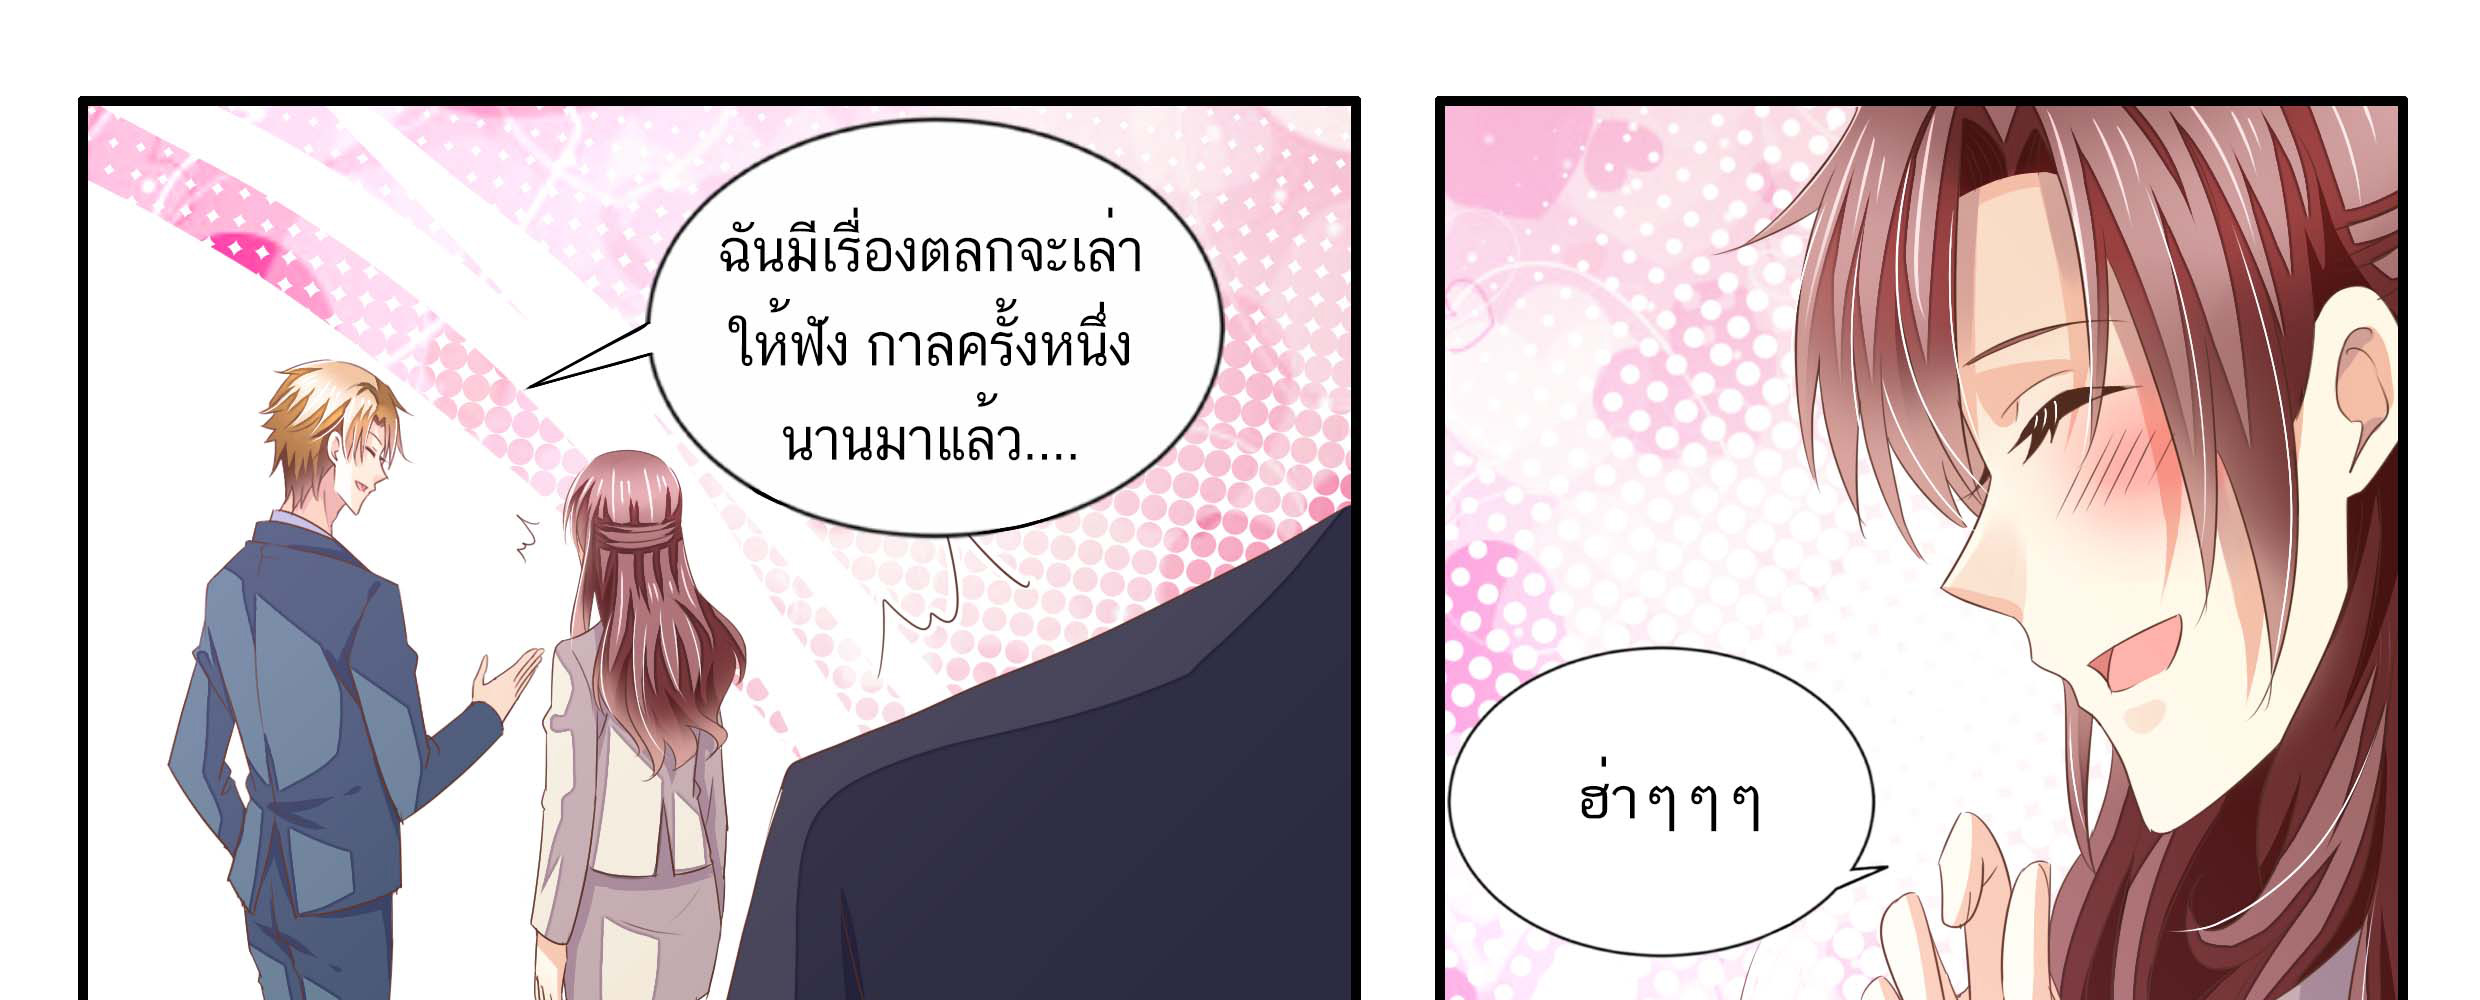 ฉันมีเรื่องตลกจะเล่า
ให้ฟัง กาลครั้งหนึ่ง
นานมาแล้ว....
ฮ่าๆ ๆ ๆ